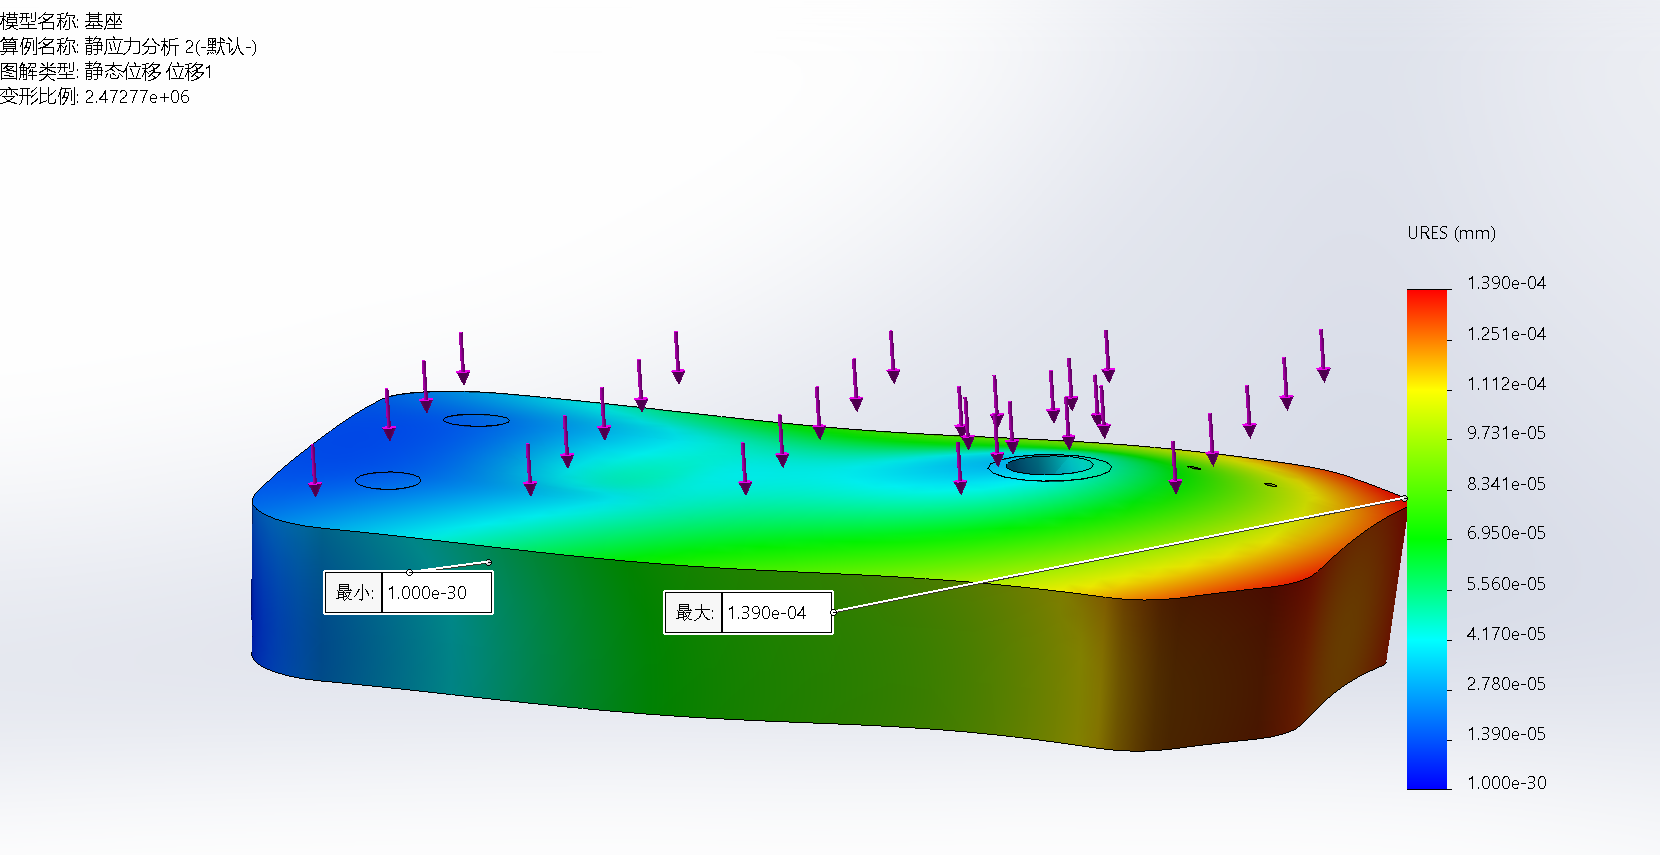 模型名称: 基座
算例名称: 静应力分析 2(-默认-)
图解类型: 静态位移 位移1
变形比例: 2.47277e+06
URES (mm)
1.390e-04
1.251e-04
1.112e-04
9.731e-05
8.341e-05
6.950e-05
5.560e-05
4.170e-05
2.780e-05
1.390e-05
1.000e-30
最小: 1.000e-30
最大: 1.390e-04